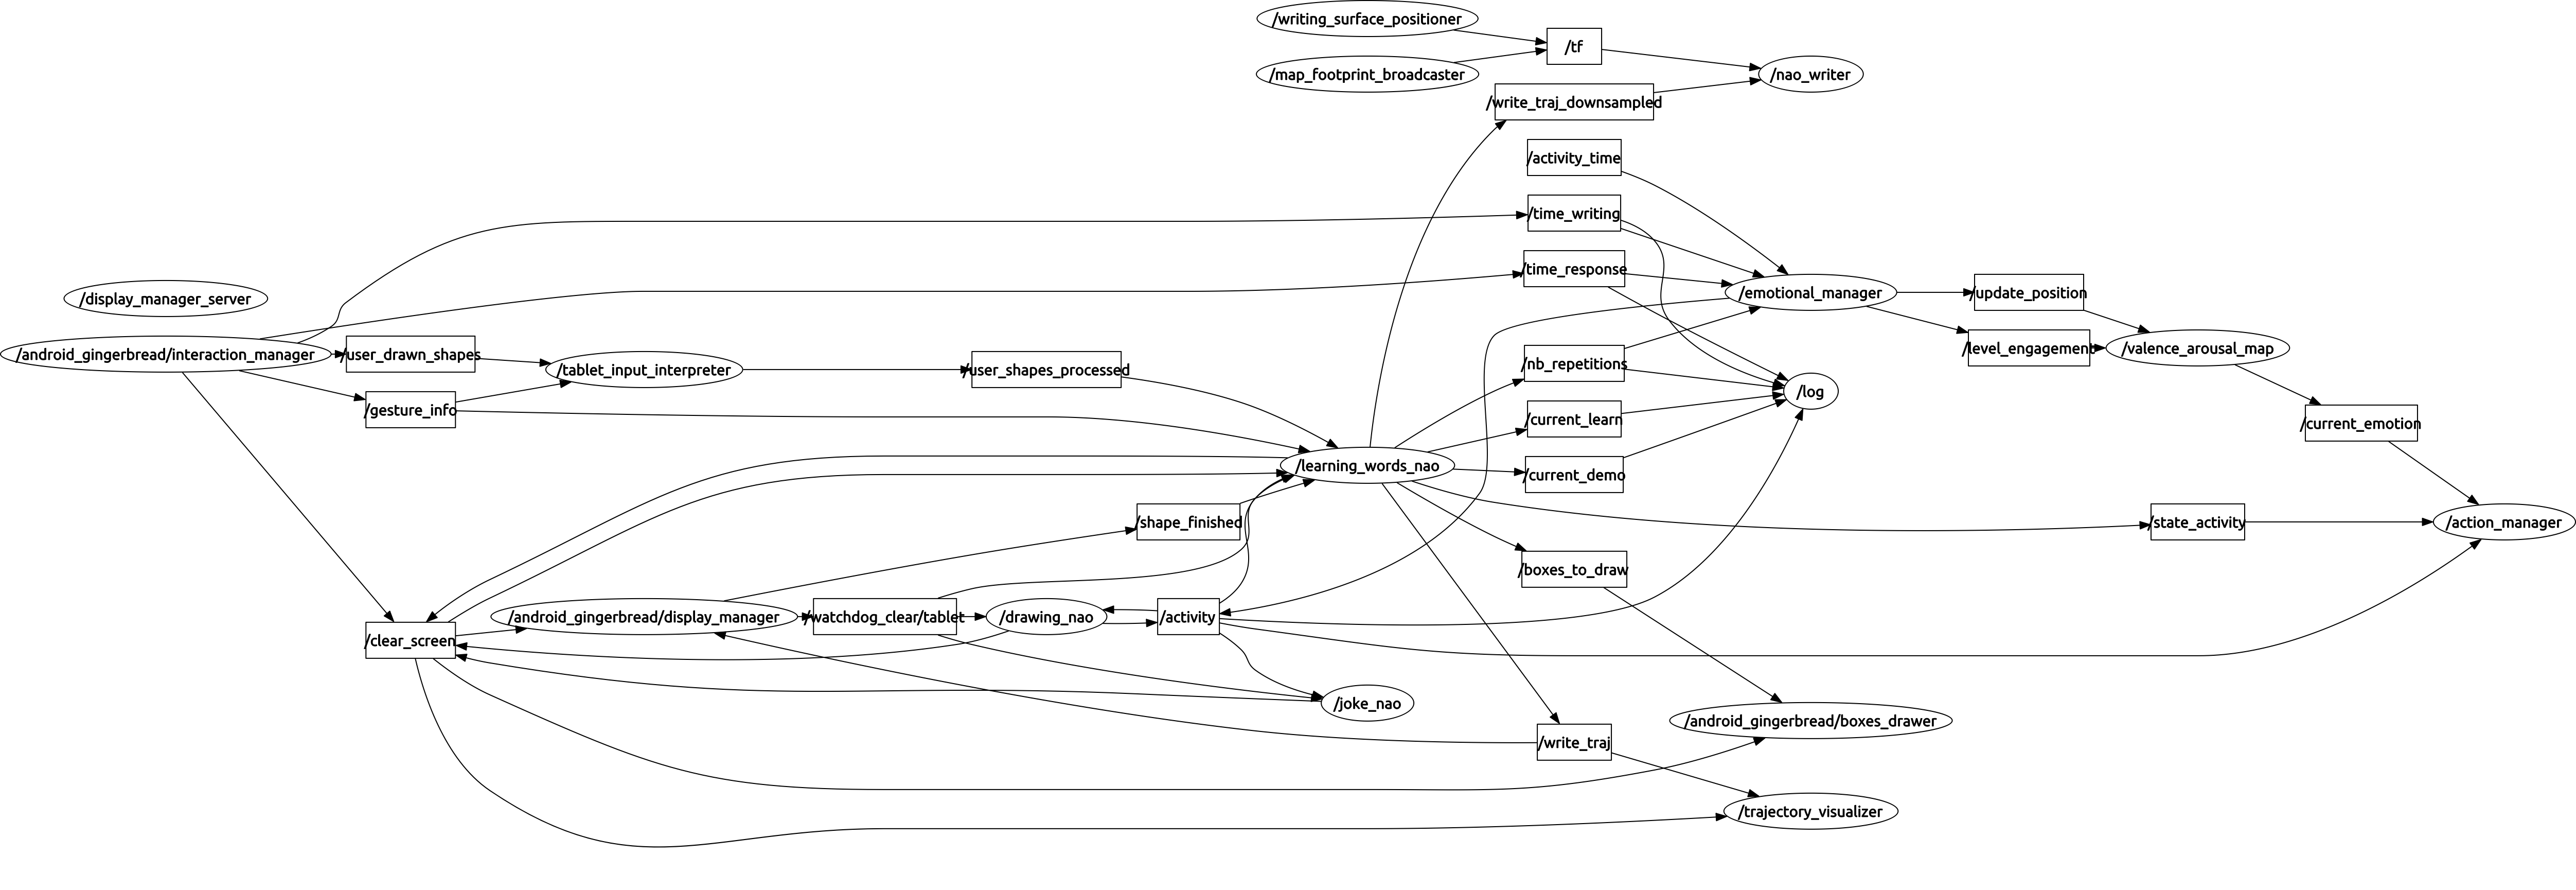 /writing_surface_positioner
/tf
/map_footprint_broadcaster
/nao_writer
/write_traj_downsampled
/activity_time
/time_writing
/time_response
/display_manager_server
/emotional_manager
/update_position
/android_gingerbread/interaction_manager
/user_drawn_shapes
/tablet_input_interpreter
/user_shapes_processed
/nb_repetitions
/level_engagement
/valence_arousal_map
/gesture_info
/log
/current_learn
/current_emotion
/learning_words_nao
/current_demo
/shape_finished
/state_activity
/action_manager
/boxes_to_draw
/clear_screen
/android_gingerbread/display_manager
/watchdog_clear/tablet
/drawing_nao
/activity
/joke_nao
/android_gingerbread/boxes_drawer
/write_traj
/trajectory_visualizer